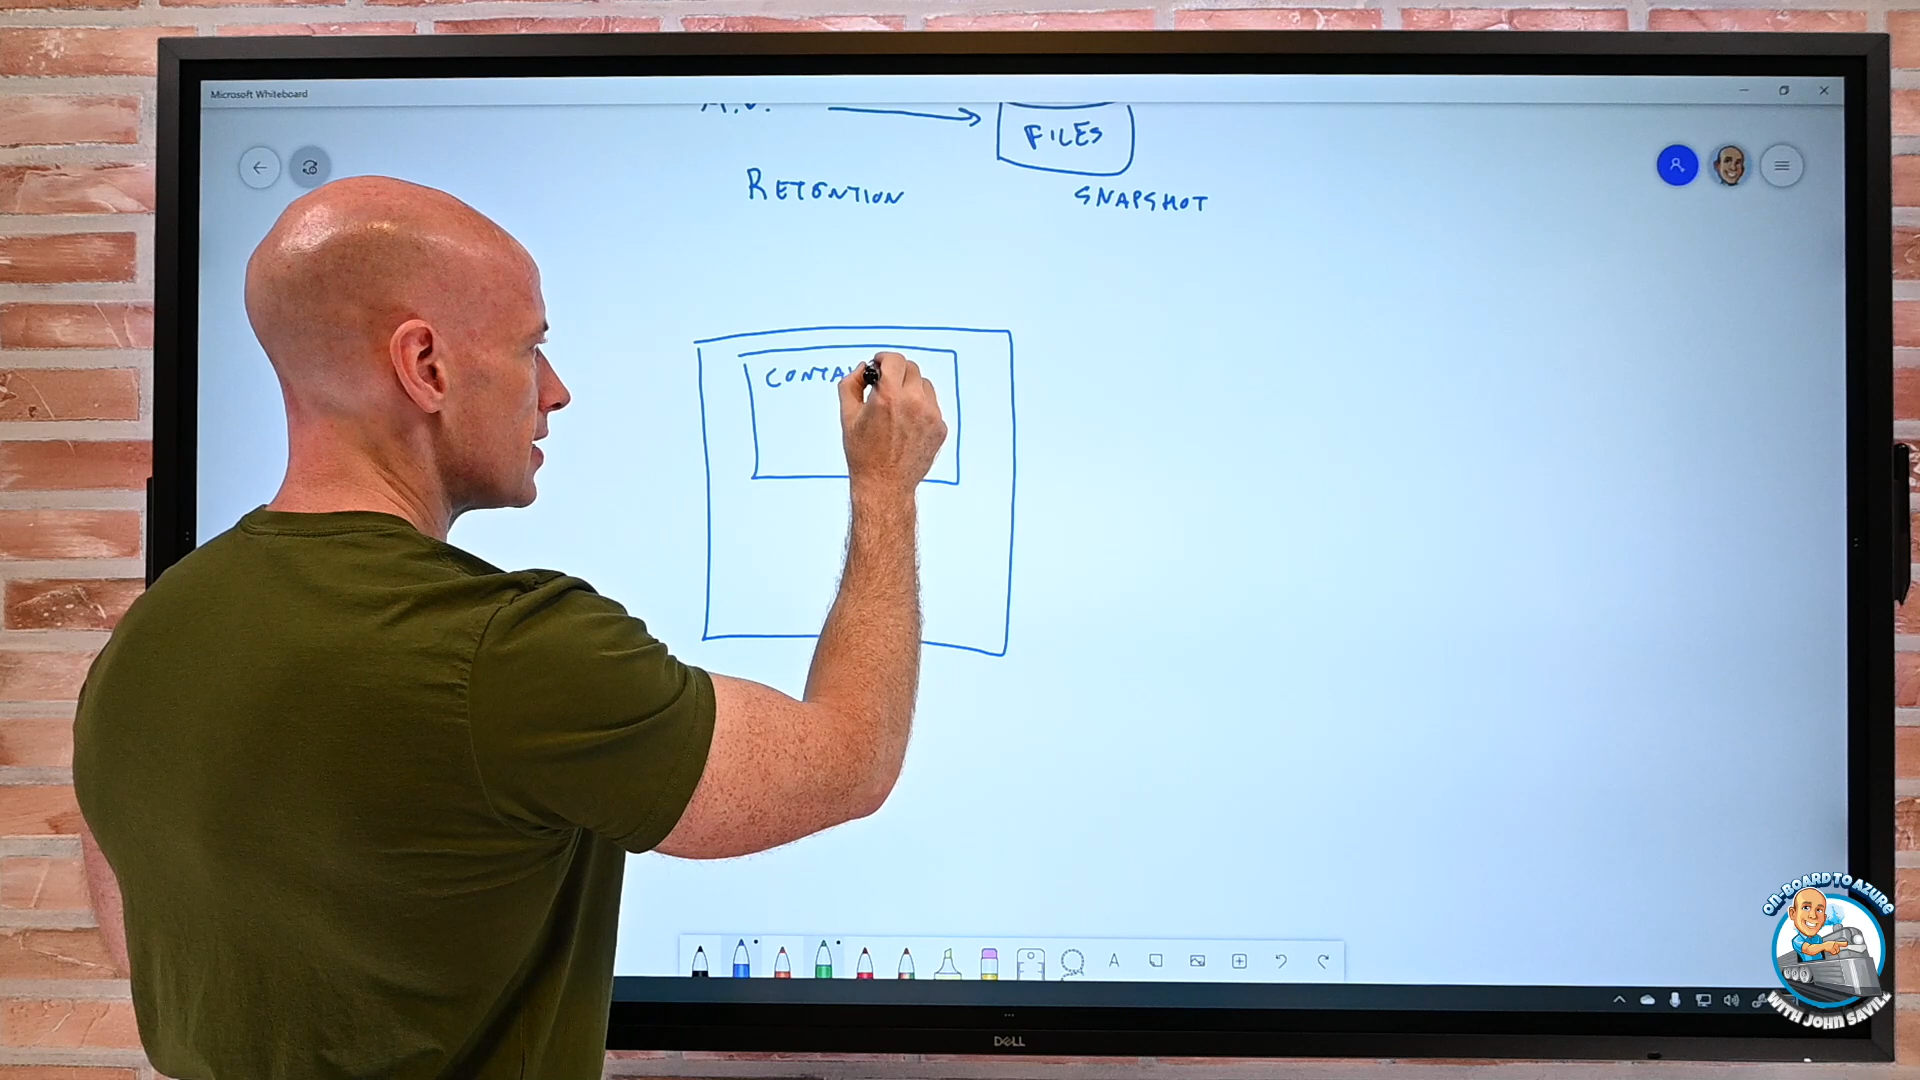 Microsoft Whiteboard
FILES
RETENTION
SNAPSHOT
A
DELL
ON-BOARD TO AZURE
WITH JOHN SAVILL